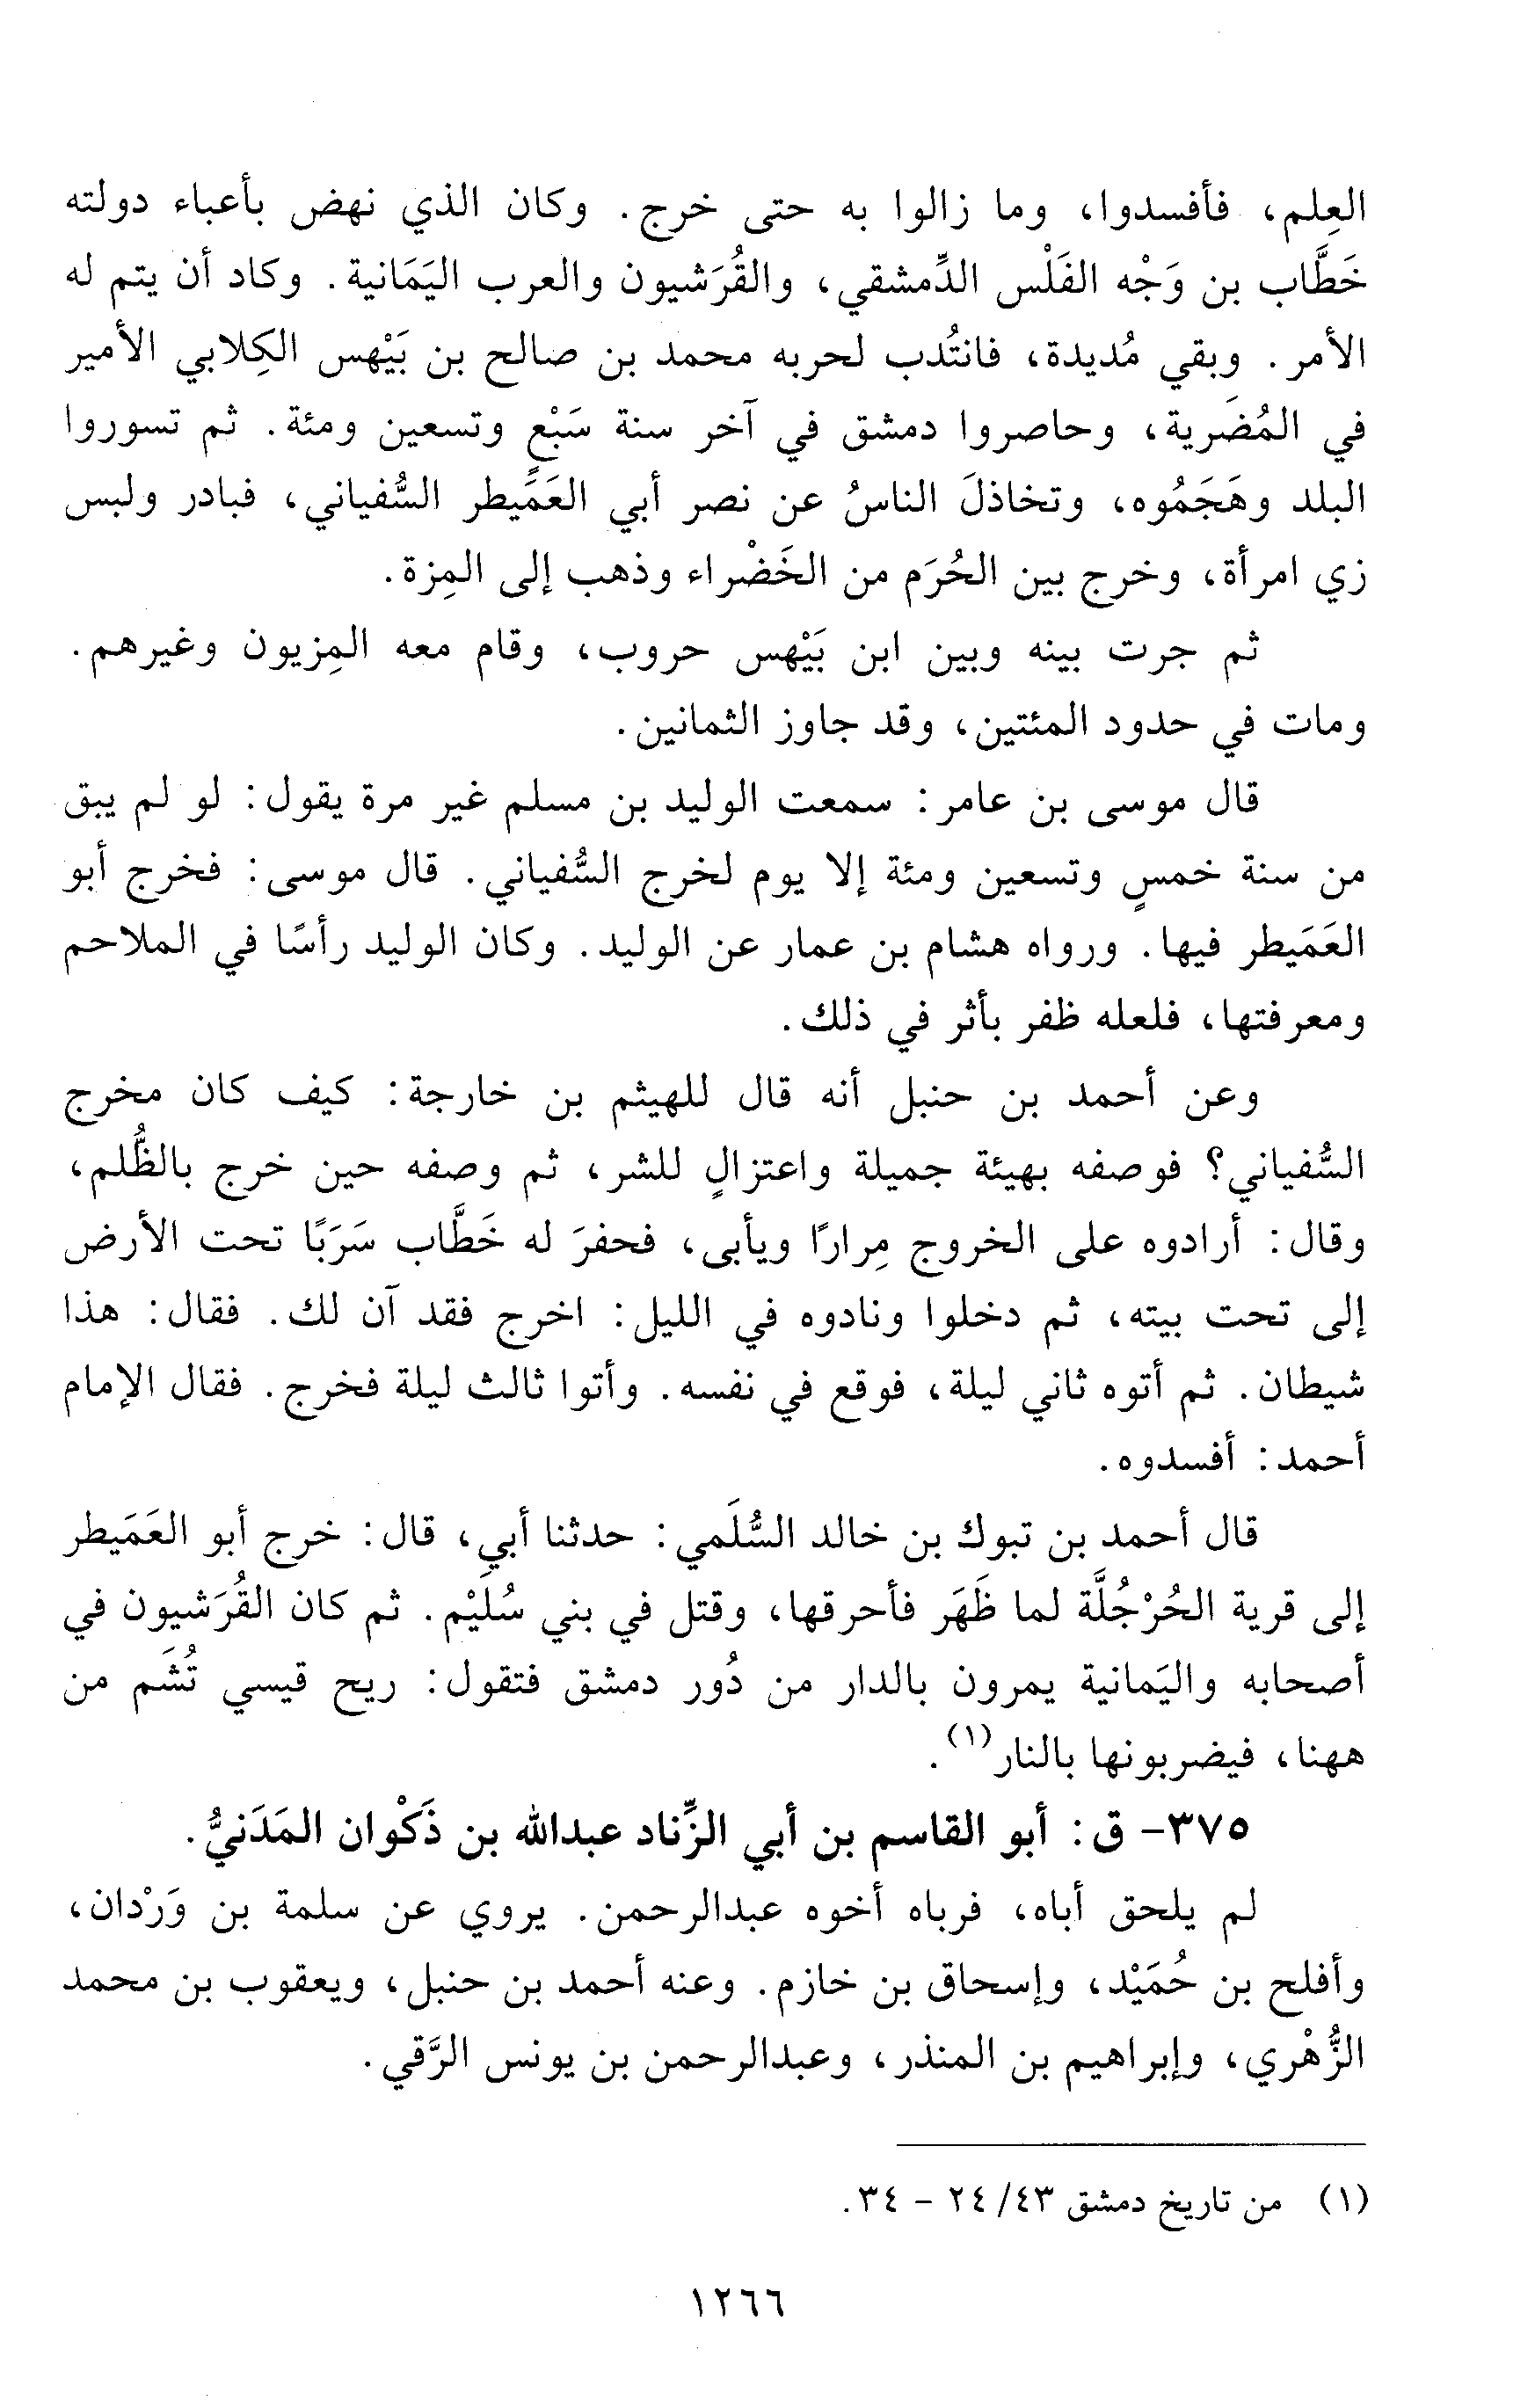 العِلم، فأفسدوا، وما زالوا به حتى خرج. وكان الذي نهض بأعباء دولته
خَطَّاب بن وَجْه الفَلْس الدِّمشقي، والقُرَشيون والعرب اليَمَانية. وكاد أن يتم له
الأمر. وبقي مُديدة، فانتُدب لحربه محمد بن صالح بن بَيْهس الكِلابي الأمير
في المُضَرية، وحاصروا دمشق في آخر سنة سَبْعٍ وتسعين ومئة. ثم تسوروا
البلد وهَجَمُوه، وتخاذلَ الناسُ عن نصر أبي العَمَيطر السُّفياني، فبادر ولبس
زي امرأة، وخرج بين الحُرَم من الخَضْراء وذهب إلى المِزة.
ثم جرت بينه وبين ابن بَيْهس حروب، وقام معه المِزيون وغيرهم.
ومات في حدود المئتين، وقد جاوز الثمانين.
قال موسى بن عامر: سمعت الوليد بن مسلم غير مرة يقول: لو لم يبق
من سنة خمسٍ وتسعين ومئة إلا يوم لخرج السُّفياني. قال موسى: فخرج أبو
العَمَيطر فيها. ورواه هشام بن عمار عن الوليد. وكان الوليد رأسًا في الملاحم
ومعرفتها، فلعله ظفر بأثر في ذلك.
وعن أحمد بن حنبل أنه قال للهيثم بن خارجة: كيف كان مخرج
السُّفياني؟ فوصفه بهيئة جميلة واعتزالٍ للشر، ثم وصفه حين خرج بالظُّلم،
وقال: أرادوه على الخروج مِرارًا ويأبى، فحفرَ له خَطَّاب سَرَبًا تحت الأرض
إلى تحت بيته، ثم دخلوا ونادوه في الليل: اخرج فقد آن لك. فقال: هذا
شيطان. ثم أتوه ثاني ليلة، فوقع في نفسه. وأتوا ثالث ليلة فخرج. فقال الإمام
أحمد: أفسدوه.
قال أحمد بن تبوك بن خالد السُّلَمي: حدثنا أبي، قال: خرج أبو العَمَيطر
إلى قرية الحُرْجُلَّة لما ظَهَر فأحرقها، وقتل في بني سُلَيْم. ثم كان القُرَشيون في
أصحابه واليَمانية يمرون بالدار من دُور دمشق فتقول: ريح قيسي تُشَم من
ههنا، فيضربونها بالنار(١).
٣٧٥- ق: أبو القاسم بن أبي الزِّناد عبدالله بن ذَكْوان المَدَنيُّ.
لم يلحق أباه، فرباه أخوه عبدالرحمن. يروي عن سلمة بن وَرْدان،
وأفلح بن حُمَيْد، وإسحاق بن خازم. وعنه أحمد بن حنبل، ويعقوب بن محمد
الزُّهْري، وإبراهيم بن المنذر، وعبدالرحمن بن يونس الرَّقي.
(١) من تاريخ دمشق ٤٣/ ٢٤ - ٣٤.
١٢٦٦